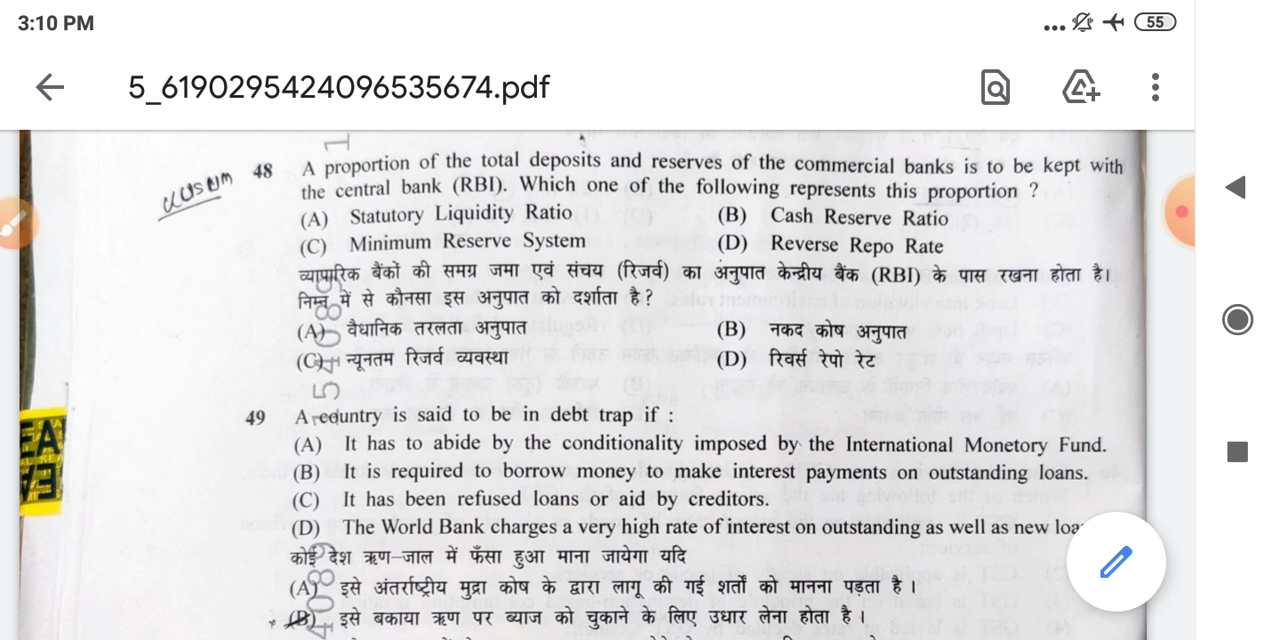 3:10 PM
55
5_6190295424096535674.pdf
48 A proportion of the total deposits and reserves of the commercial banks is to be kept with
the central bank (RBI). Which one of the following represents this proportion ?
(A) Statutory Liquidity Ratio (B) Cash Reserve Ratio
(C) Minimum Reserve System (D) Reverse Repo Rate
व्यापारिक बैंकों की समग्र जमा एवं संचय (रिजर्व) का अनुपात केन्द्रीय बैंक (RBI) के पास रखना होता है।
निम्न में से कौनसा इस अनुपात को दर्शाता है?
(A) वैधानिक तरलता अनुपात (B) नकद कोष अनुपात
(C) न्यूनतम रिजर्व व्यवस्था (D) रिवर्स रेपो रेट
49 A country is said to be in debt trap if :
(A) It has to abide by the conditionality imposed by the International Monetary Fund.
(B) It is required to borrow money to make interest payments on outstanding loans.
(C) It has been refused loans or aid by creditors.
(D) The World Bank charges a very high rate of interest on outstanding as well as new loa
कोई देश ऋण–जाल में फँसा हुआ माना जायेगा यदि
(A) इसे अंतर्राष्ट्रीय मुद्रा कोष के द्वारा लागू की गई शर्तों को मानना पड़ता है।
(B) इसे बकाया ऋण पर ब्याज को चुकाने के लिए उधार लेना होता है।